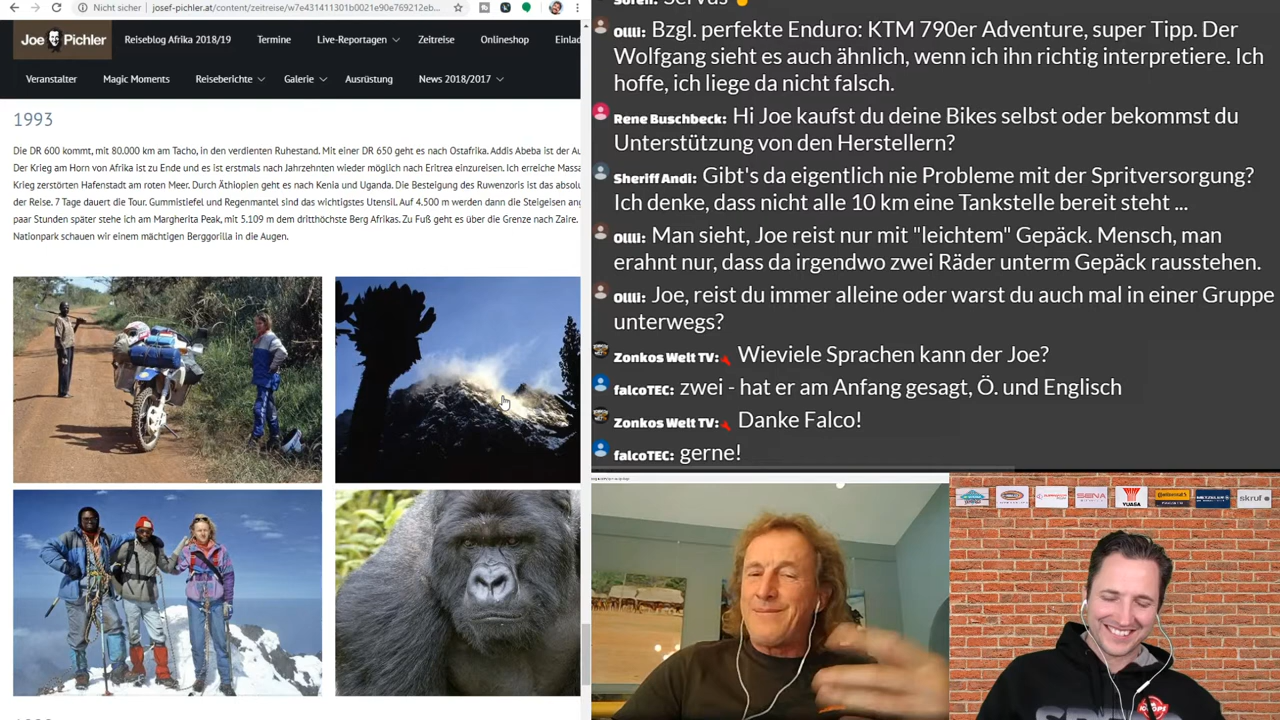 Nicht sicher | josef-pichler.at/content/zeitreise/w7e431411301b0021e90e769212eb...
Joe Pichler
Reiseblog Afrika 2018/19 Termine Live-Reportagen Zeitreise Onlineshop Einlad
Veranstalter Magic Moments Reiseberichte Galerie Ausrüstung News 2018/2017
1993
Die DR 600 kommt, mit 80.000 km am Tacho, in den verdienten Ruhestand. Mit einer DR 650 geht es nach Ostafrika. Addis Abeba ist der Au
Der Krieg am Horn von Afrika ist zu Ende und es ist erstmals nach Jahrzehnten wieder möglich nach Eritrea einzureisen. Ich erreiche Massa
Krieg zerstörten Hafenstadt am roten Meer. Durch Äthiopien geht es nach Kenia und Uganda. Die Besteigung des Ruwenzoris ist das absolu
der Reise. 7 Tage dauert die Tour. Gummistiefel und Regenmantel sind das wichtigstes Utensil. Auf 4.500 m werden dann die Steigeisen ang
paar Stunden später stehe ich am Margherita Peak, mit 5.109 m dem dritthöchste Berg Afrikas. Zu Fuß geht es über die Grenze nach Zaire.
Nationpark schauen wir einem mächtigen Berggorilla in die Augen.
Servus
Ollli: Bzgl. perfekte Enduro: KTM 790er Adventure, super Tipp. Der
Wolfgang sieht es auch ähnlich, wenn ich ihn richtig interpretiere. Ich
hoffe, ich liege da nicht falsch.
Rene Buschbeck: Hi Joe kaufst du deine Bikes selbst oder bekommst du
Unterstützung von den Herstellern?
Sheriff Andi: Gibt's da eigentlich nie Probleme mit der Spritversorgung?
Ich denke, dass nicht alle 10 km eine Tankstelle bereit steht ...
Ollli: Man sieht, Joe reist nur mit "leichtem" Gepäck. Mensch, man
erahnt nur, dass da irgendwo zwei Räder unterm Gepäck rausstehen.
Ollli: Joe, reist du immer alleine oder warst du auch mal in einer Gruppe
unterwegs?
Zonkos Welt TV: Wieviele Sprachen kann der Joe?
falcoTEC: zwei - hat er am Anfang gesagt, Ö. und Englisch
Zonkos Welt TV: Danke Falco!
falcoTEC: gerne!
SENA
YUASA
Continental
METZELER
skruf